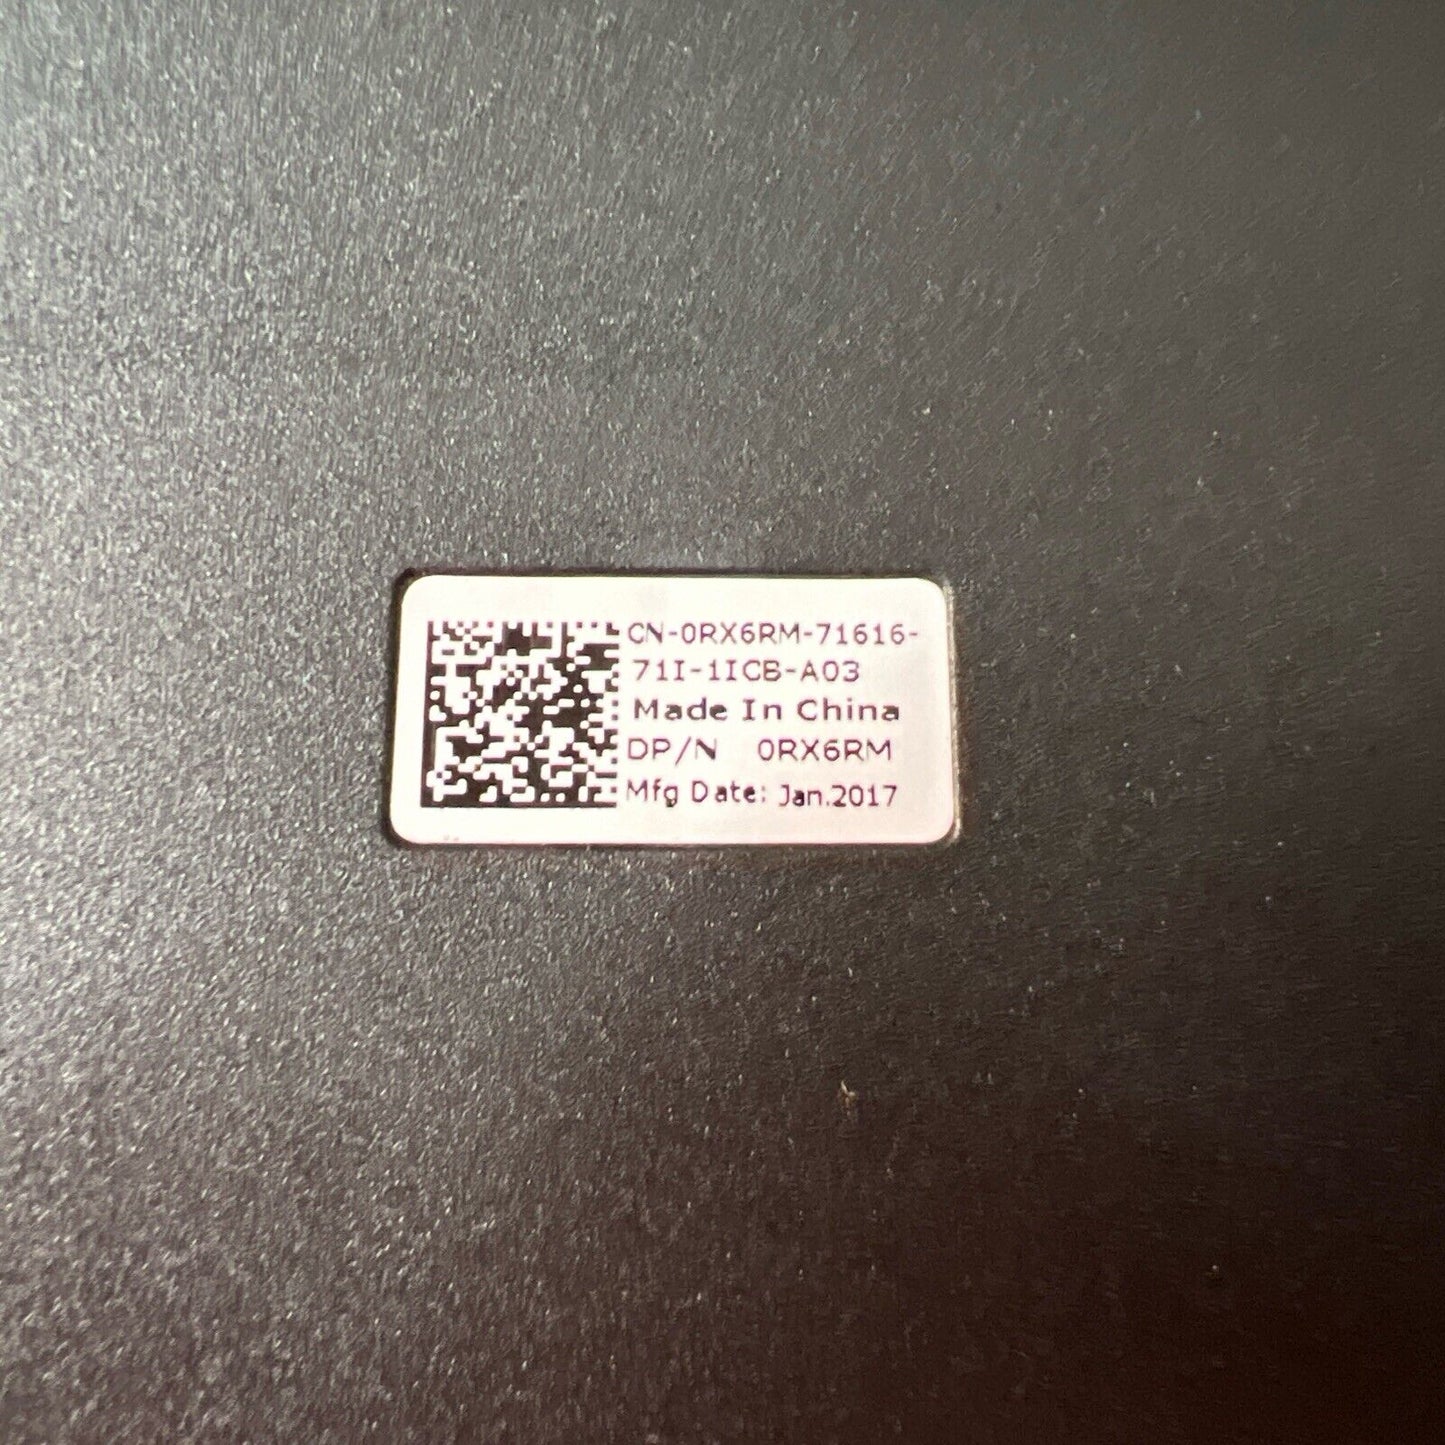 CN-0RX6RM-71616-
71I-1ICB-A03
Made In China
DP/N 0RX6RM
Mfg Date: Jan.2017